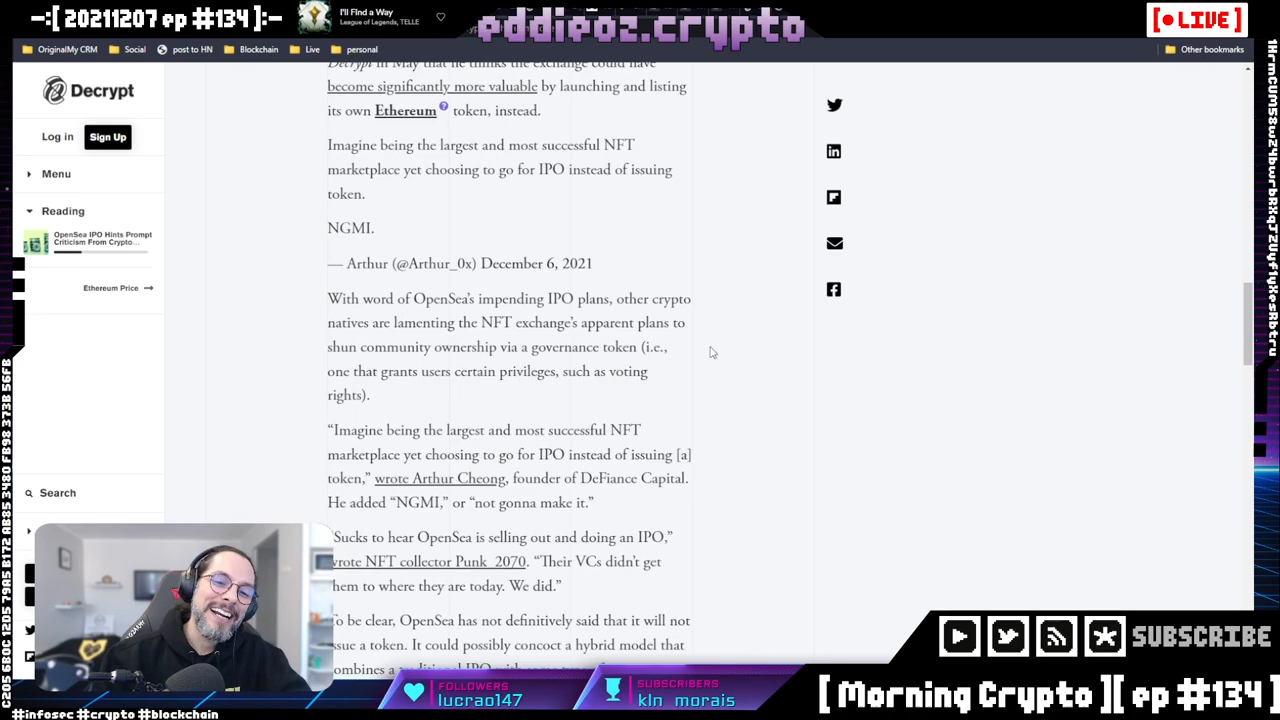 -:[ 20211207 ep #134 ]:-
I'll Find a Way
League of Legends, TELLE
eddieoz.crypto
[●LIVE]
OriginalMy CRM
Social
post to HN
Blockchain
Live
personal
Other bookmarks
Decrypt
Log in
Sign Up
Menu
Reading
OpenSea IPO Hints Prompt
Criticism From Crypto...
Ethereum Price
Search
Decrypt in May that he thinks the exchange could have
become significantly more valuable by launching and listing
its own Ethereum ? token, instead.
Imagine being the largest and most successful NFT
marketplace yet choosing to go for IPO instead of issuing
token.
NGMI.
— Arthur (@Arthur_0x) December 6, 2021
With word of OpenSea's impending IPO plans, other crypto
natives are lamenting the NFT exchange's apparent plans to
shun community ownership via a governance token (i.e.,
one that grants users certain privileges, such as voting
rights).
“Imagine being the largest and most successful NFT
marketplace yet choosing to go for IPO instead of issuing [a]
token,” wrote Arthur Cheong, founder of DeFiance Capital.
He added “NGMI,” or “not gonna make it.”
“Sucks to hear OpenSea is selling out and doing an IPO,”
wrote NFT collector Punk_2070. “Their VCs didn't get
them to where they are today. We did.”
To be clear, OpenSea has not definitively said that it will not
issue a token. It could possibly concoct a hybrid model that
combines a traditional IPO with some
SUBSCRIBE
FOLLOWERS
lucrao147
SUBSCRIBERS
kln_morais
[ Morning Crypto ][ ep #134 ]
#infosec #crypto #blockchain